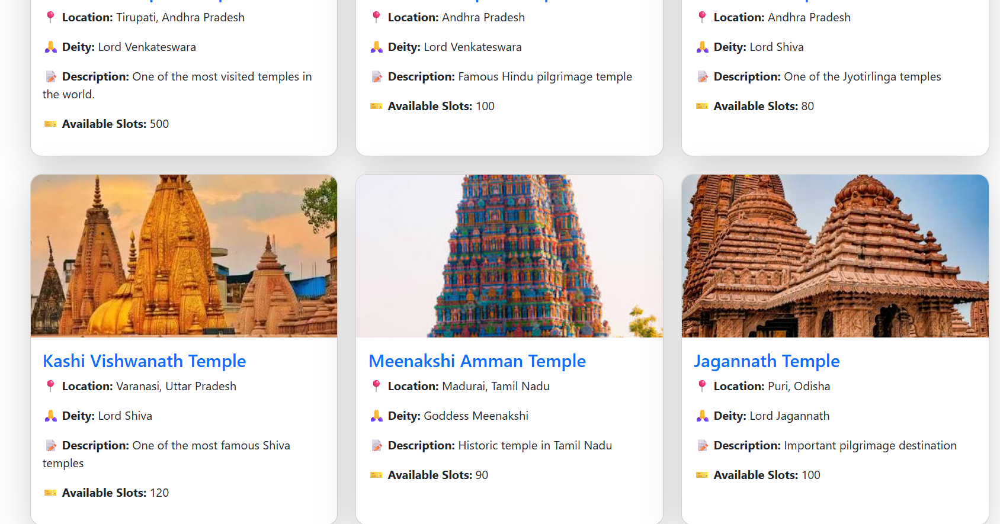 Location: Tirupati, Andhra Pradesh
Deity: Lord Venkateswara
Description: One of the most visited temples in
the world.
Available Slots: 500
Location: Andhra Pradesh
Deity: Lord Venkateswara
Description: Famous Hindu pilgrimage temple
Available Slots: 100
Location: Andhra Pradesh
Deity: Lord Shiva
Description: One of the Jyotirlinga temples
Available Slots: 80
Kashi Vishwanath Temple
Location: Varanasi, Uttar Pradesh
Deity: Lord Shiva
Description: One of the most famous Shiva
temples
Available Slots: 120
Meenakshi Amman Temple
Location: Madurai, Tamil Nadu
Deity: Goddess Meenakshi
Description: Historic temple in Tamil Nadu
Available Slots: 90
Jagannath Temple
Location: Puri, Odisha
Deity: Lord Jagannath
Description: Important pilgrimage destination
Available Slots: 100